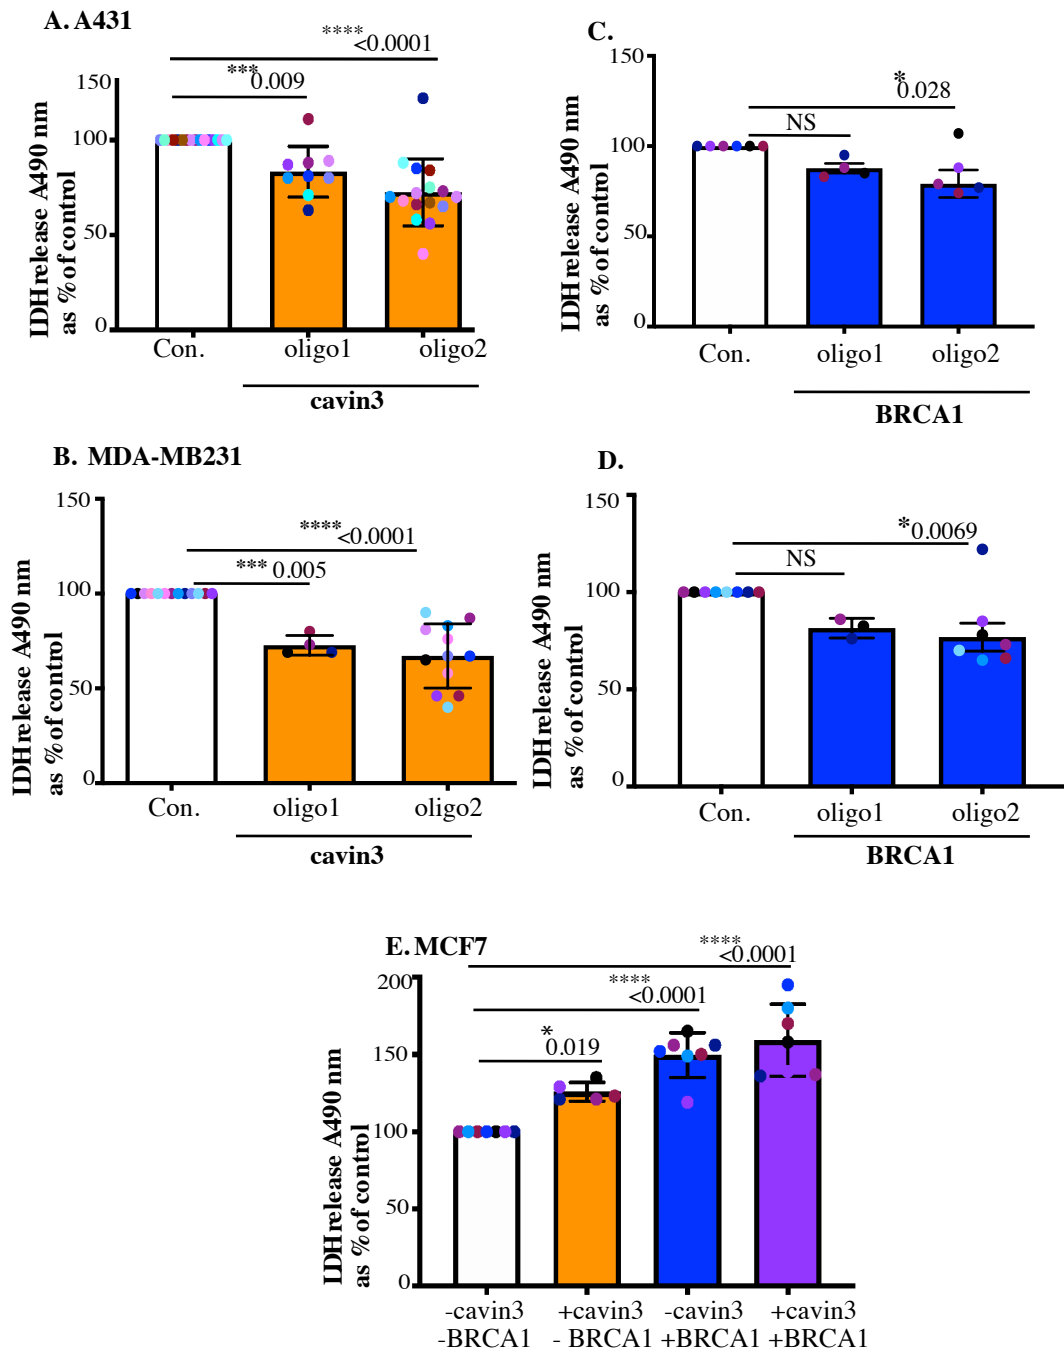 A. A431
****
<0.0001
***
0.009
150
100
50
0
LDH release A490 nm
as % of control
Con.
oligo1
oligo2
cavin3
C.
*
0.028
NS
150
100
50
0
LDH release A490 nm
as % of control
Con.
oligo1
oligo2
BRCA1
B. MDA-MB231
****<0.0001
*** 0.005
150
100
50
0
LDH release A490 nm
as % of control
Con.
oligo1
oligo2
cavin3
D.
*0.0069
NS
150
100
50
0
LDH release A490 nm
as % of control
Con.
oligo1
oligo2
BRCA1
E. MCF7
****
<0.0001
****
<0.0001
*
0.019
200
150
100
50
0
LDH release A490 nm
as % of control
-cavin3 +cavin3 -cavin3 +cavin3
-BRCA1 - BRCA1 +BRCA1 +BRCA1